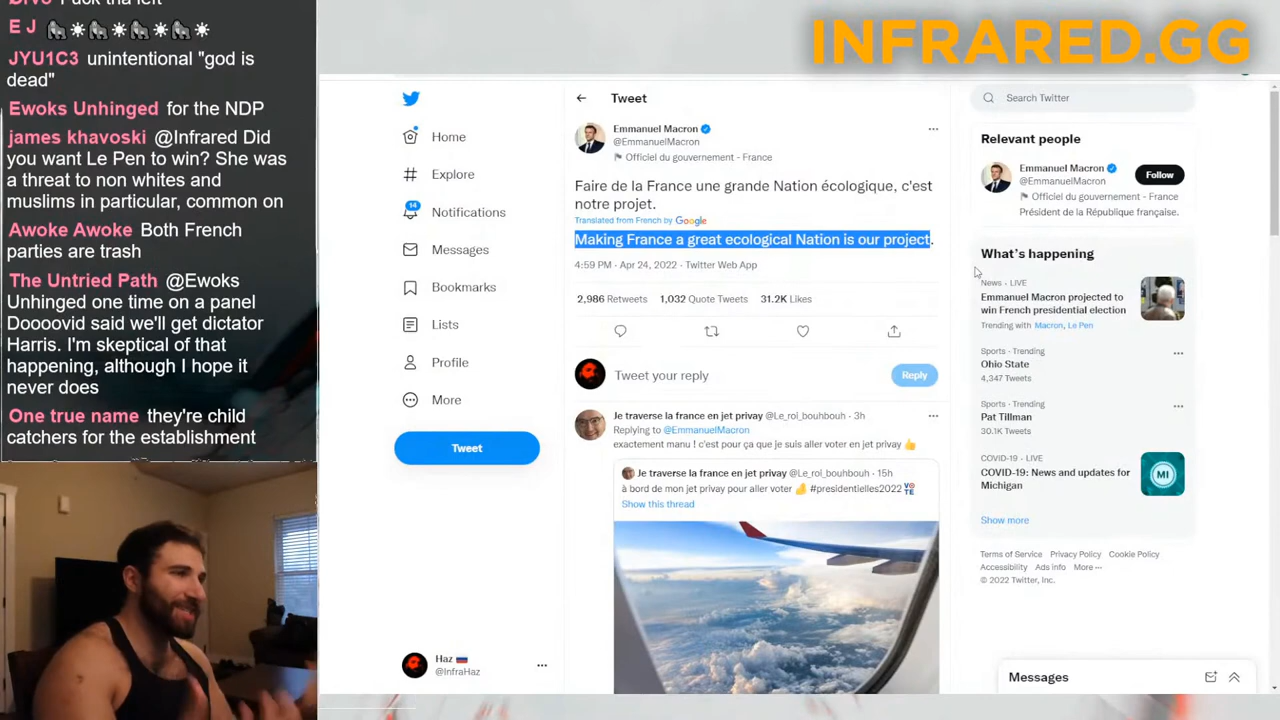 Fuck tha left
E J
JYU1C3 unintentional "god is
dead"
Ewoks Unhinged for the NDP
james khavoski @Infrared Did
you want Le Pen to win? She was
a threat to non whites and
muslims in particular, common on
Awoke Awoke Both French
parties are trash
The Untried Path @Ewoks
Unhinged one time on a panel
Doooovid said we'll get dictator
Harris. I'm skeptical of that
happening, although I hope it
never does
One true name they're child
catchers for the establishment
INFRARED.GG
Home
Explore
14
Notifications
Messages
Bookmarks
Lists
Profile
More
Tweet
Haz
@InfraHaz
Tweet
Emmanuel Macron
@EmmanuelMacron
Officiel du gouvernement - France
Faire de la France une grande Nation écologique, c'est
notre projet.
Translated from French by Google
Making France a great ecological Nation is our project.
4:59 PM · Apr 24, 2022 · Twitter Web App
2,986 Retweets 1,032 Quote Tweets 31.2K Likes
Tweet your reply
Reply
Je traverse la france en jet privay @Le_roi_bouhbouh · 3h
Replying to @EmmanuelMacron
exactement manu ! c'est pour ça que je suis aller voter en jet privay
Je traverse la france en jet privay @Le_roi_bouhbouh · 15h
à bord de mon jet privay pour aller voter #presidentielles2022
Show this thread
Search Twitter
Relevant people
Emmanuel Macron
@EmmanuelMacron
Follow
Officiel du gouvernement - France
Président de la République française.
What's happening
News · LIVE
Emmanuel Macron projected to
win French presidential election
Trending with Macron, Le Pen
Sports · Trending
Ohio State
4,347 Tweets
Sports · Trending
Pat Tillman
30.1K Tweets
COVID-19 · LIVE
COVID-19: News and updates for
Michigan
MI
Show more
Terms of Service Privacy Policy Cookie Policy
Accessibility Ads info More
© 2022 Twitter, Inc.
Messages